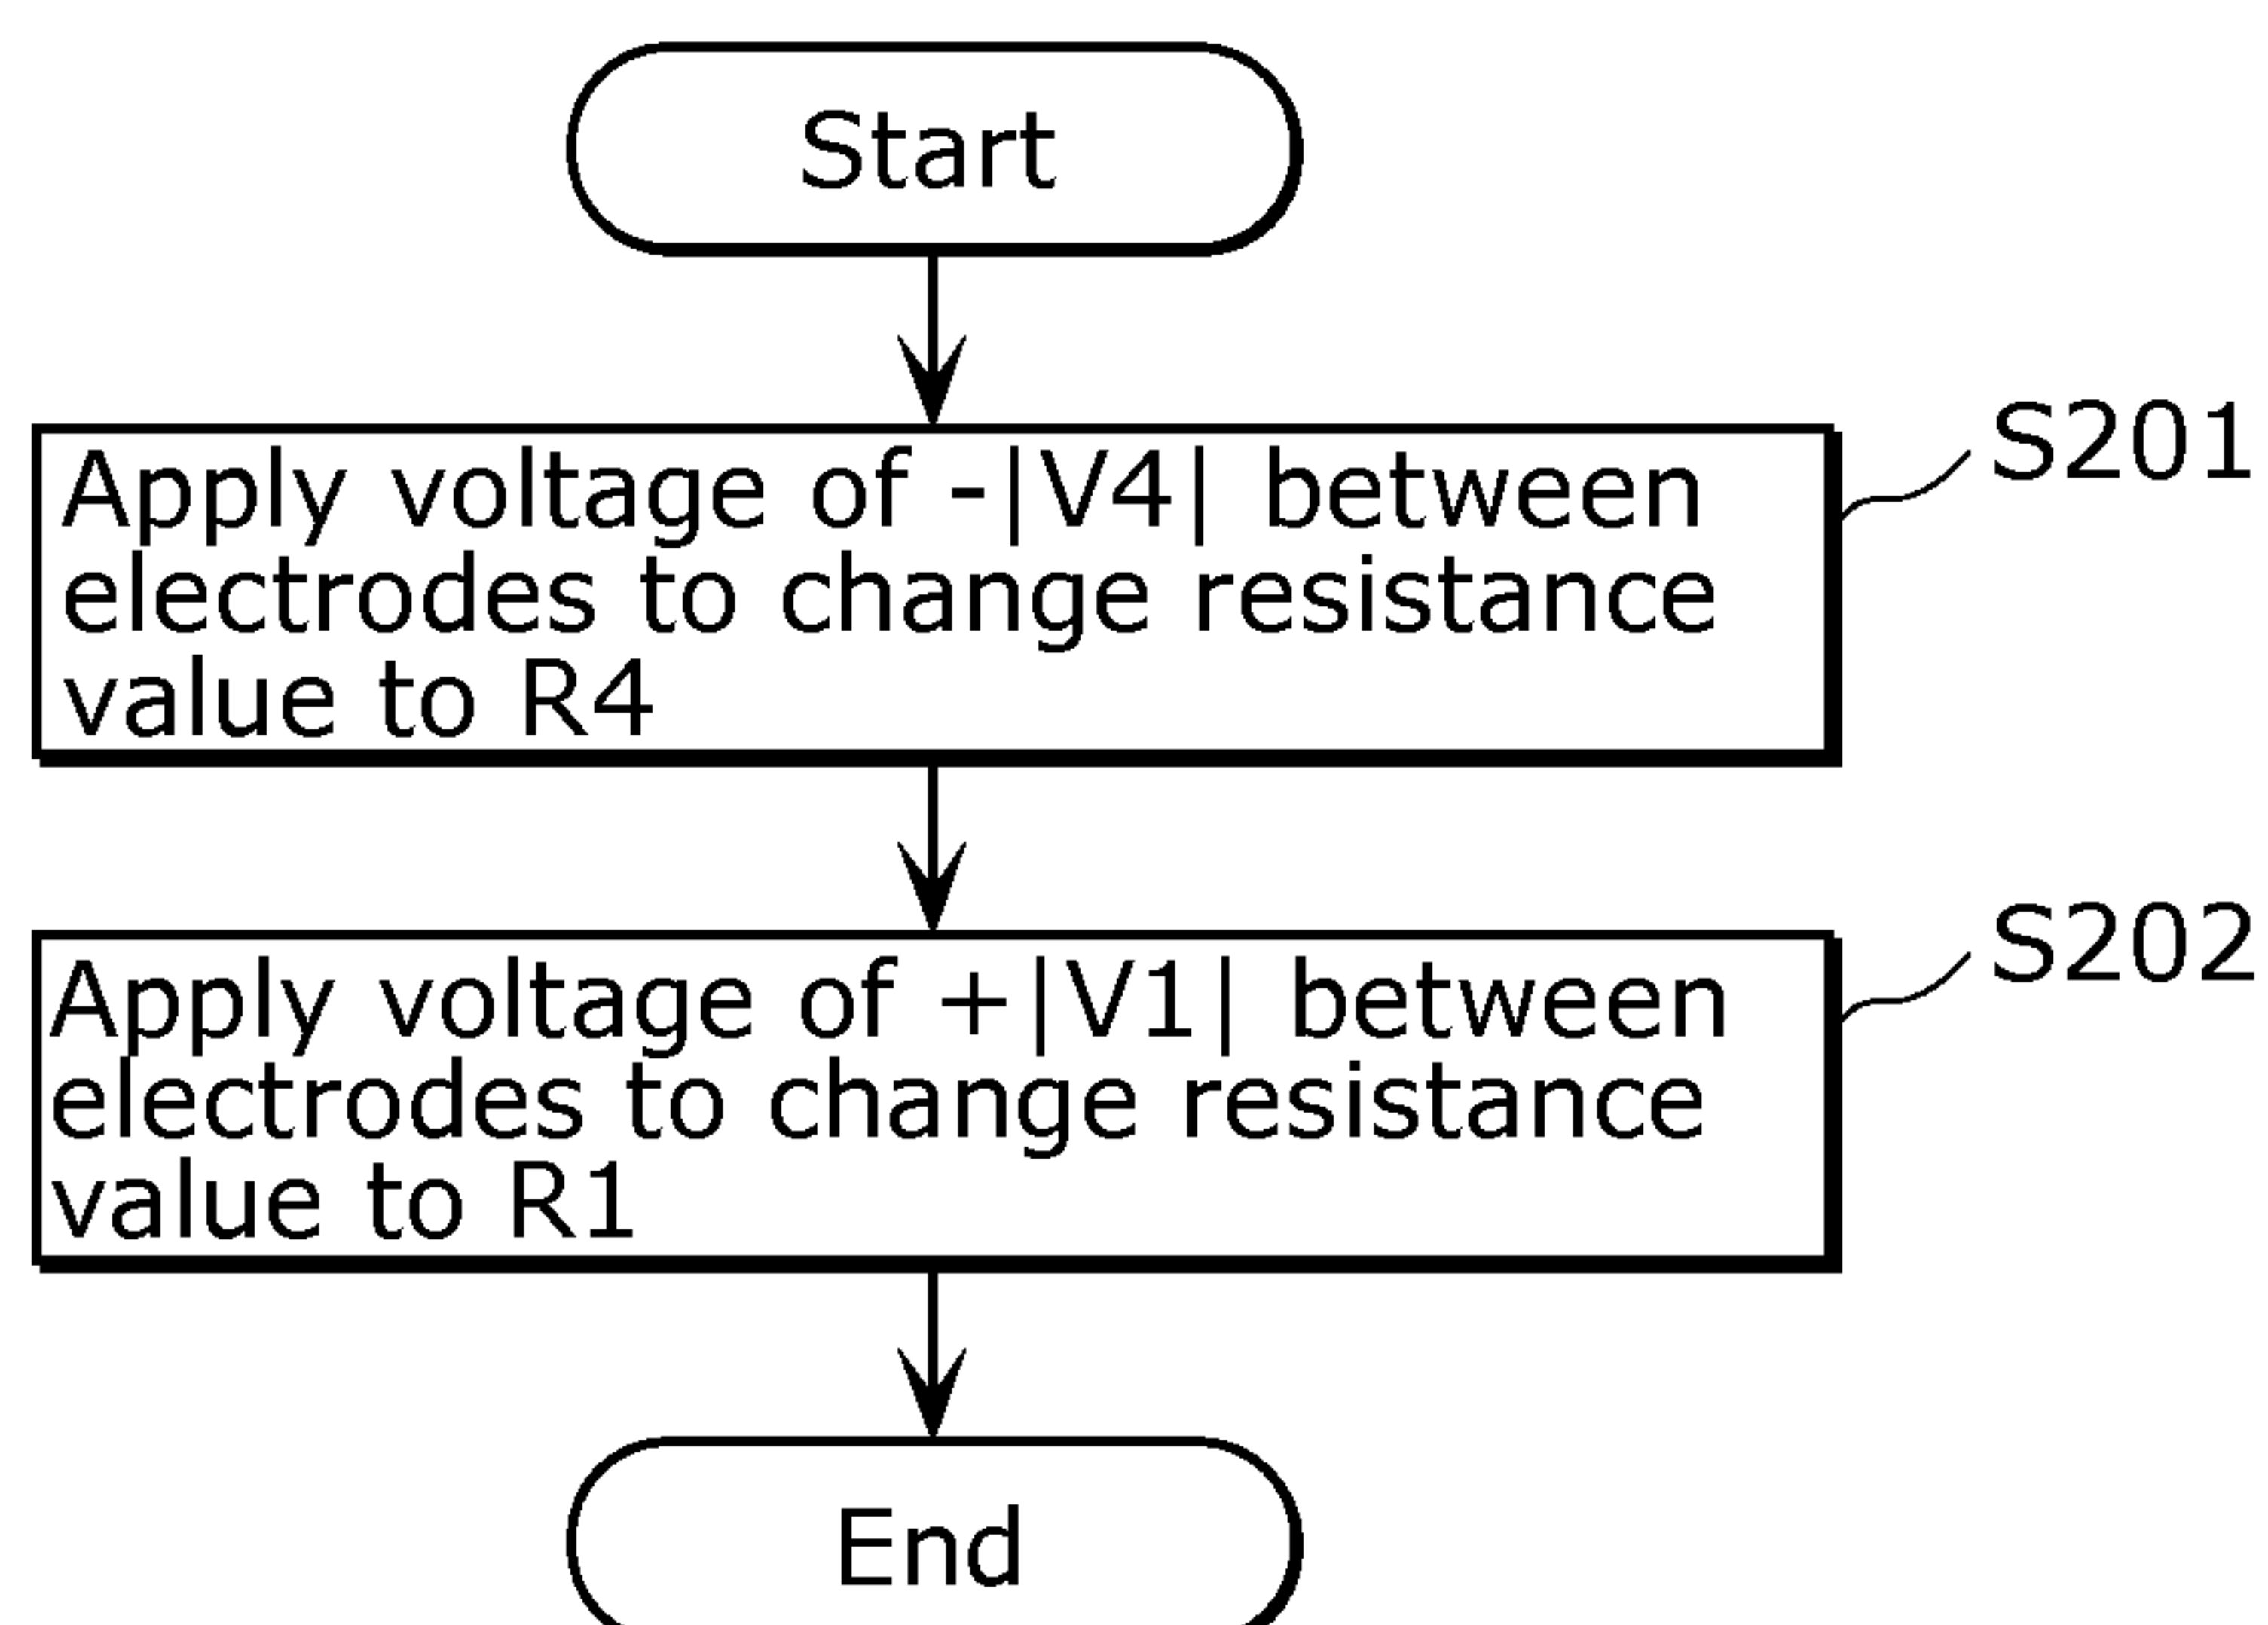 Start
S201
Apply voltage of -|V4| between
electrodes to change resistance
value to R4
S202
Apply voltage of +|V1| between
electrodes to change resistance
value to R1
End